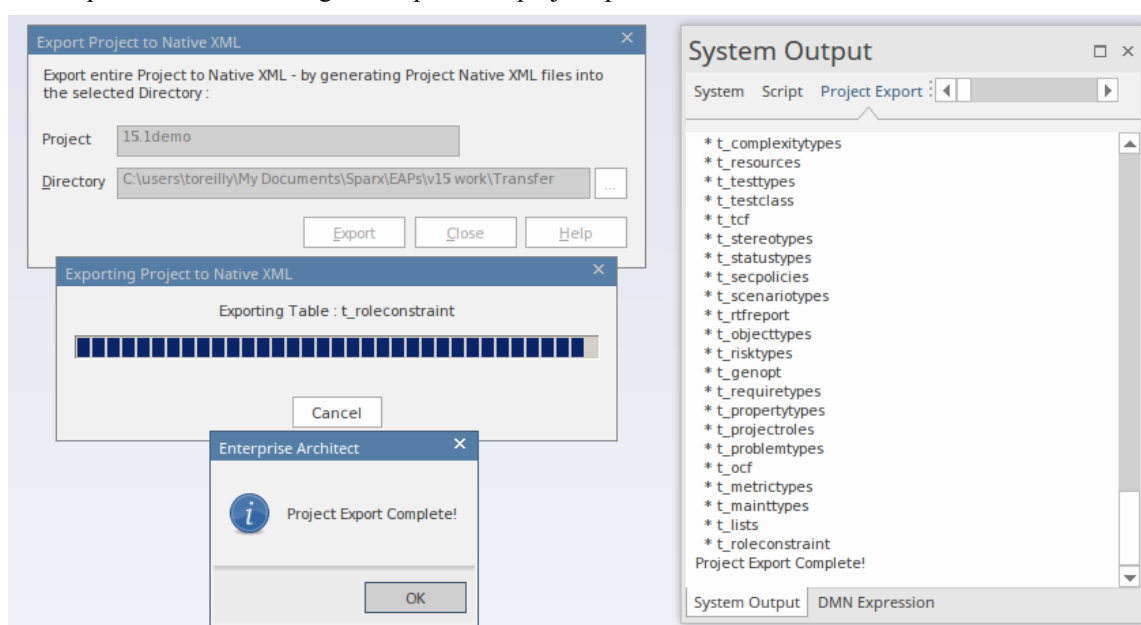 Export Project to Native XML
Export entire Project to Native XML - by generating Project Native XML files into
the selected Directory :
Project 15.1demo
Directory C:\users\toreilly\My Documents\Sparx\EAPs\v15 work\Transfer ...
Export Close Help
Exporting Project to Native XML
Exporting Table : t_roleconstraint
Cancel
Enterprise Architect
Project Export Complete!
OK
System Output
System Script Project Export
* t_complexitytypes
* t_resources
* t_testtypes
* t_testclass
* t_tcf
* t_stereotypes
* t_statustypes
* t_secpolicies
* t_scenariotypes
* t_rtfreport
* t_objecttypes
* t_risktypes
* t_genopt
* t_requiretypes
* t_propertytypes
* t_projectroles
* t_problemtypes
* t_ocf
* t_metrictypes
* t_mainttypes
* t_lists
* t_roleconstraint
Project Export Complete!
System Output DMN Expression